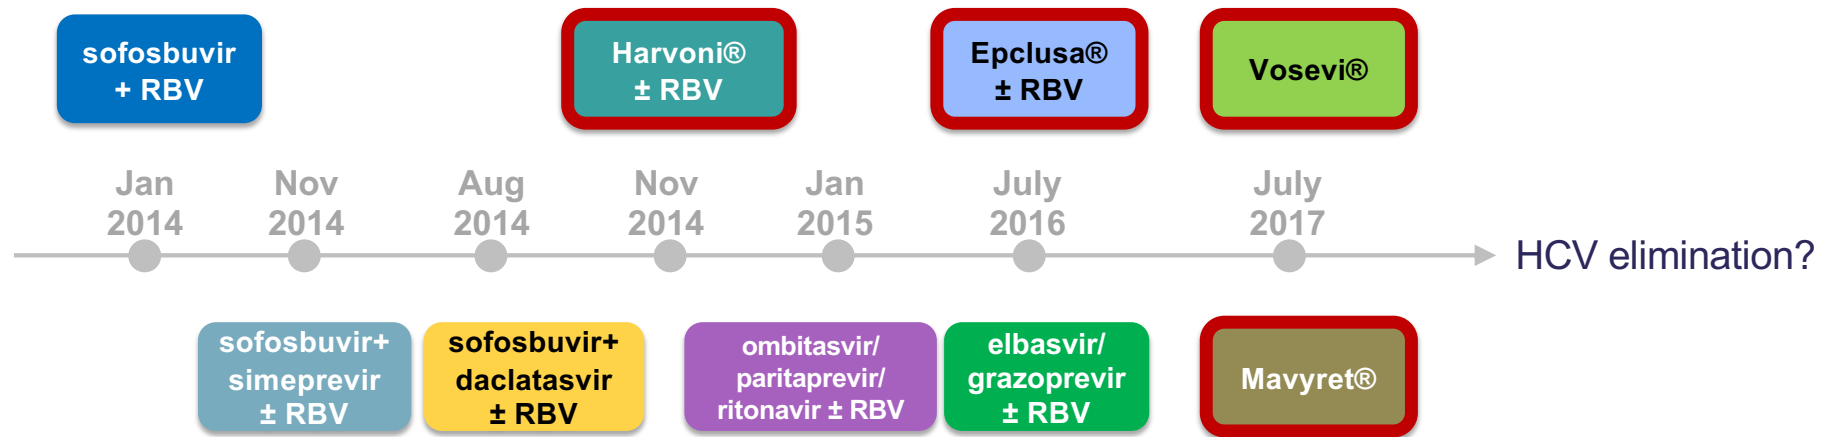 sofosbuvir
+ RBV
Harvoni®
± RBV
Epclusa®
± RBV
Vosevi®
Jan
2014
Nov
2014
Aug
2014
Nov
2014
Jan
2015
July
2016
July
2017
HCV elimination?
sofosbuvir+
simeprevir
± RBV
sofosbuvir+
daclatasvir
± RBV
ombitasvir/
paritaprevir/
ritonavir ± RBV
elbasvir/
grazoprevir
± RBV
Mavyret®